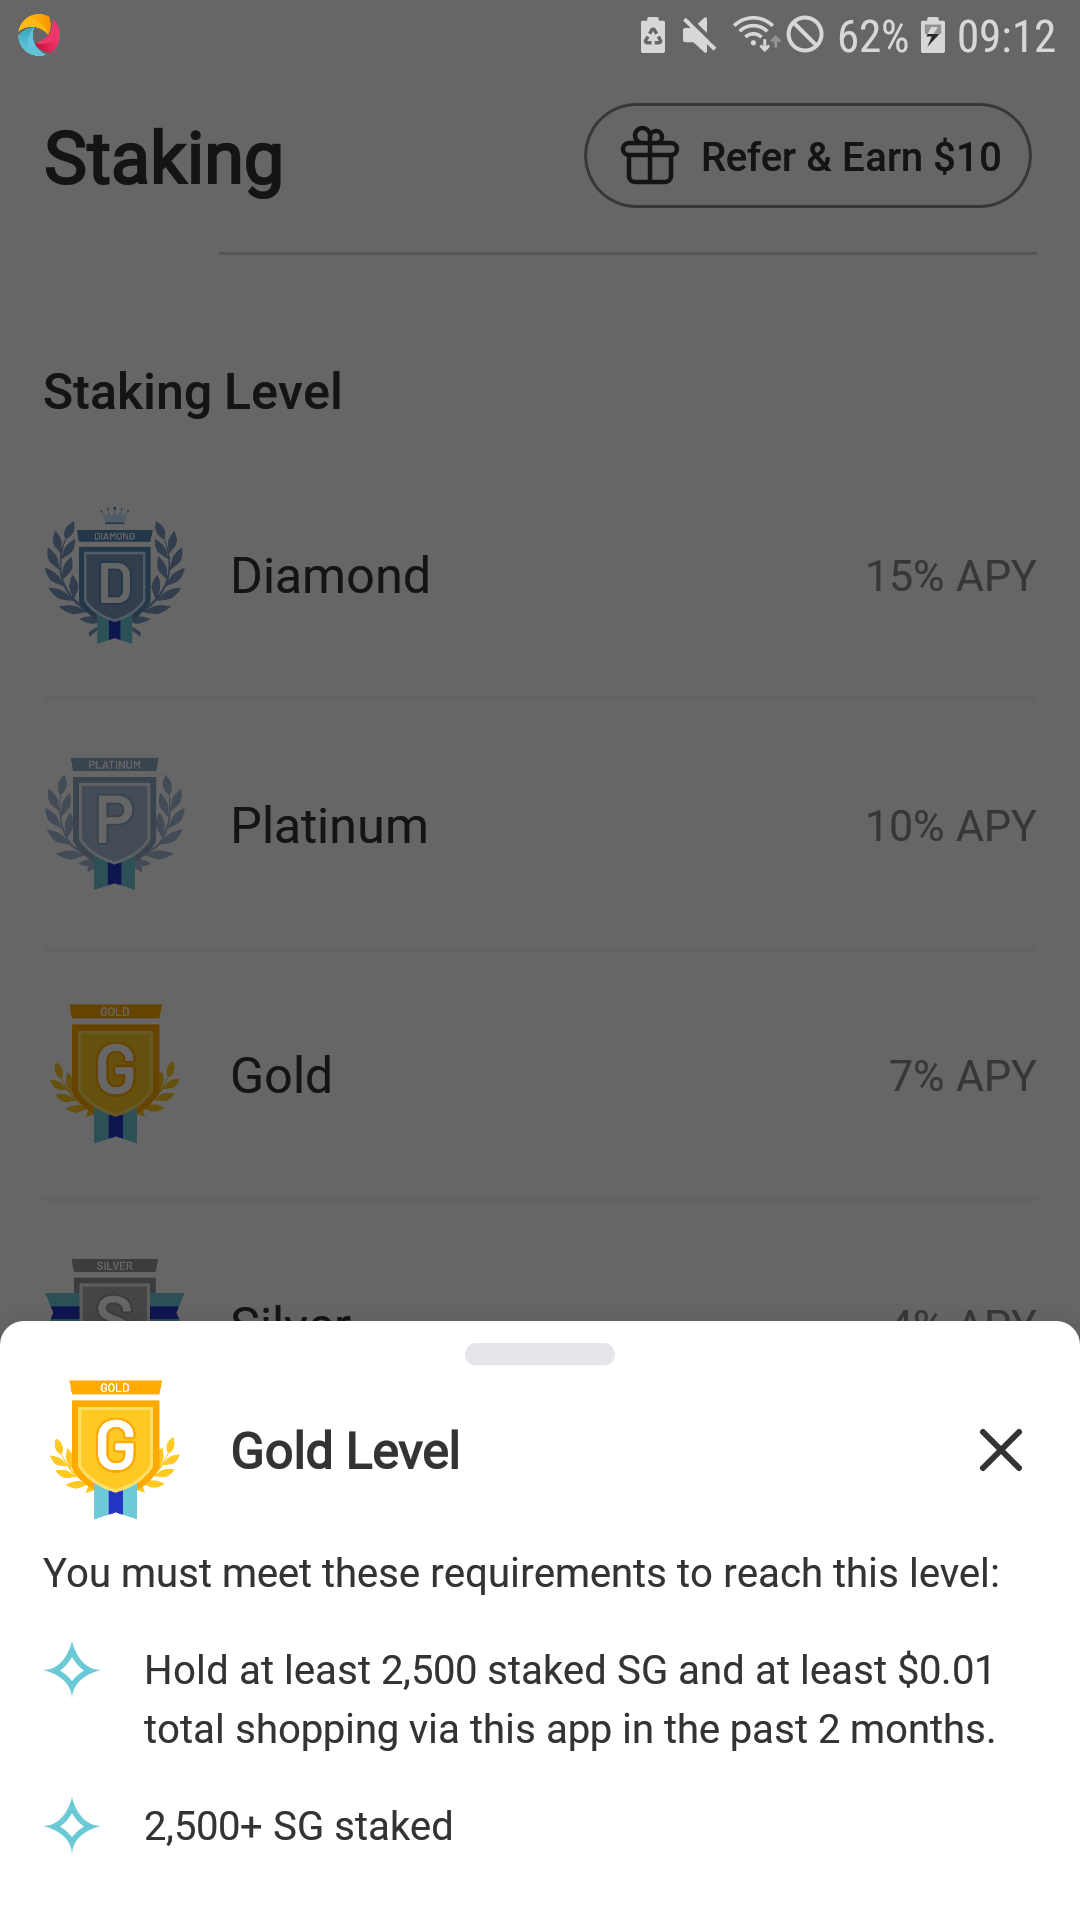 62% 09:12
Staking
Refer & Earn $10
Staking Level
DIAMOND
D
Diamond
15% APY
PLATINUM
P
Platinum
10% APY
GOLD
G
Gold
7% APY
SILVER
S
Silver
4% APY
GOLD
G
Gold Level
You must meet these requirements to reach this level:
Hold at least 2,500 staked SG and at least $0.01
total shopping via this app in the past 2 months.
2,500+ SG staked